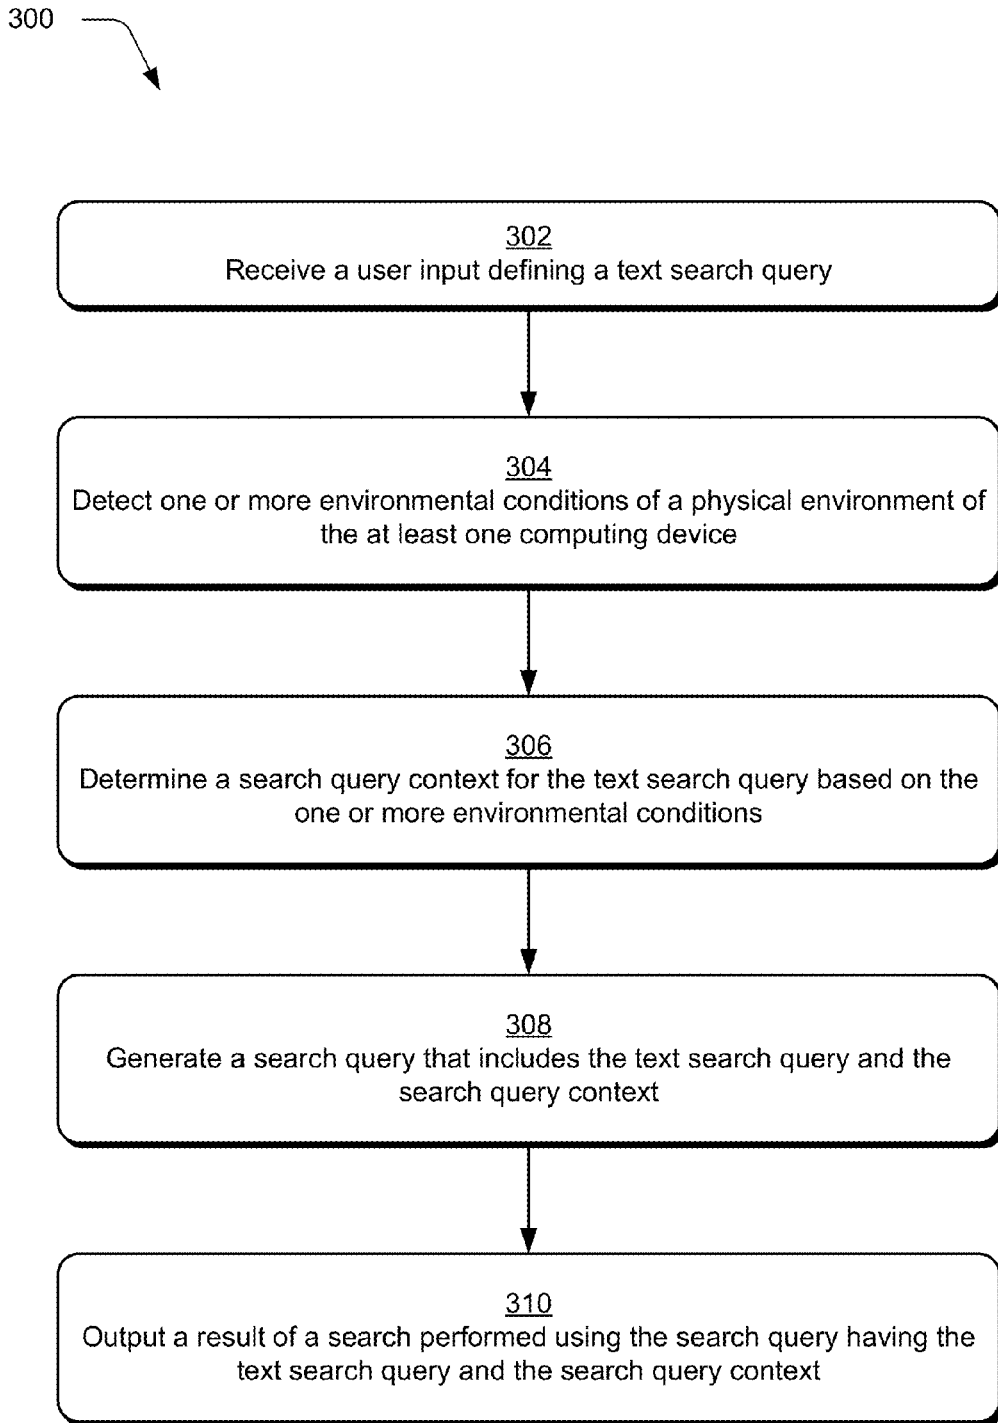 300
302
Receive a user input defining a text search query
304
Detect one or more environmental conditions of a physical environment of
the at least one computing device
306
Determine a search query context for the text search query based on the
one or more environmental conditions
308
Generate a search query that includes the text search query and the
search query context
310
Output a result of a search performed using the search query having the
text search query and the search query context